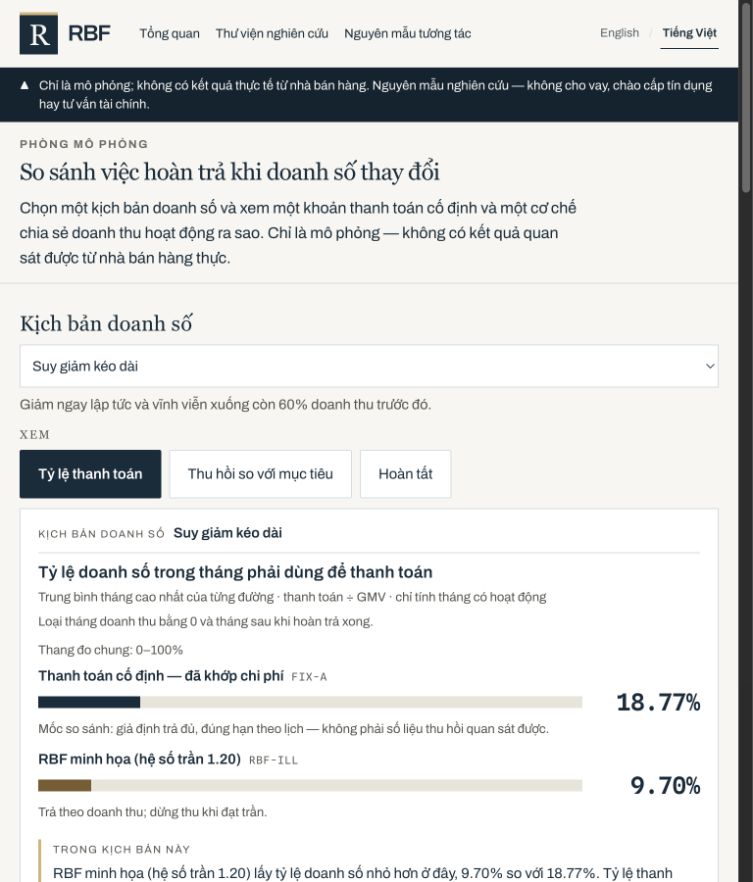 R RBF Tổng quan Thư viện nghiên cứu Nguyên mẫu tương tác English / Tiếng Việt
▲ Chỉ là mô phỏng; không có kết quả thực tế từ nhà bán hàng. Nguyên mẫu nghiên cứu — không cho vay, chào cấp tín dụng
hay tư vấn tài chính.
PHÒNG MÔ PHỎNG
So sánh việc hoàn trả khi doanh số thay đổi
Chọn một kịch bản doanh số và xem một khoản thanh toán cố định và một cơ chế
chia sẻ doanh thu hoạt động ra sao. Chỉ là mô phỏng — không có kết quả quan
sát được từ nhà bán hàng thực.
Kịch bản doanh số
Suy giảm kéo dài
Giảm ngay lập tức và vĩnh viễn xuống còn 60% doanh thu trước đó.
XEM
Tỷ lệ thanh toán Thu hồi so với mục tiêu Hoàn tất
KỊCH BẢN DOANH SỐ Suy giảm kéo dài
Tỷ lệ doanh số trong tháng phải dùng để thanh toán
Trung bình tháng cao nhất của từng đường · thanh toán ÷ GMV · chỉ tính tháng có hoạt động
Loại tháng doanh thu bằng 0 và tháng sau khi hoàn trả xong.
Thang đo chung: 0–100%
Thanh toán cố định — đã khớp chi phí FIX-A
18.77%
Mốc so sánh: giả định trả đủ, đúng hạn theo lịch — không phải số liệu thu hồi quan sát được.
RBF minh họa (hệ số trần 1.20) RBF-ILL
9.70%
Trả theo doanh thu; dừng thu khi đạt trần.
TRONG KỊCH BẢN NÀY
RBF minh họa (hệ số trần 1.20) lấy tỷ lệ doanh số nhỏ hơn ở đây, 9.70% so với 18.77%. Tỷ lệ thanh